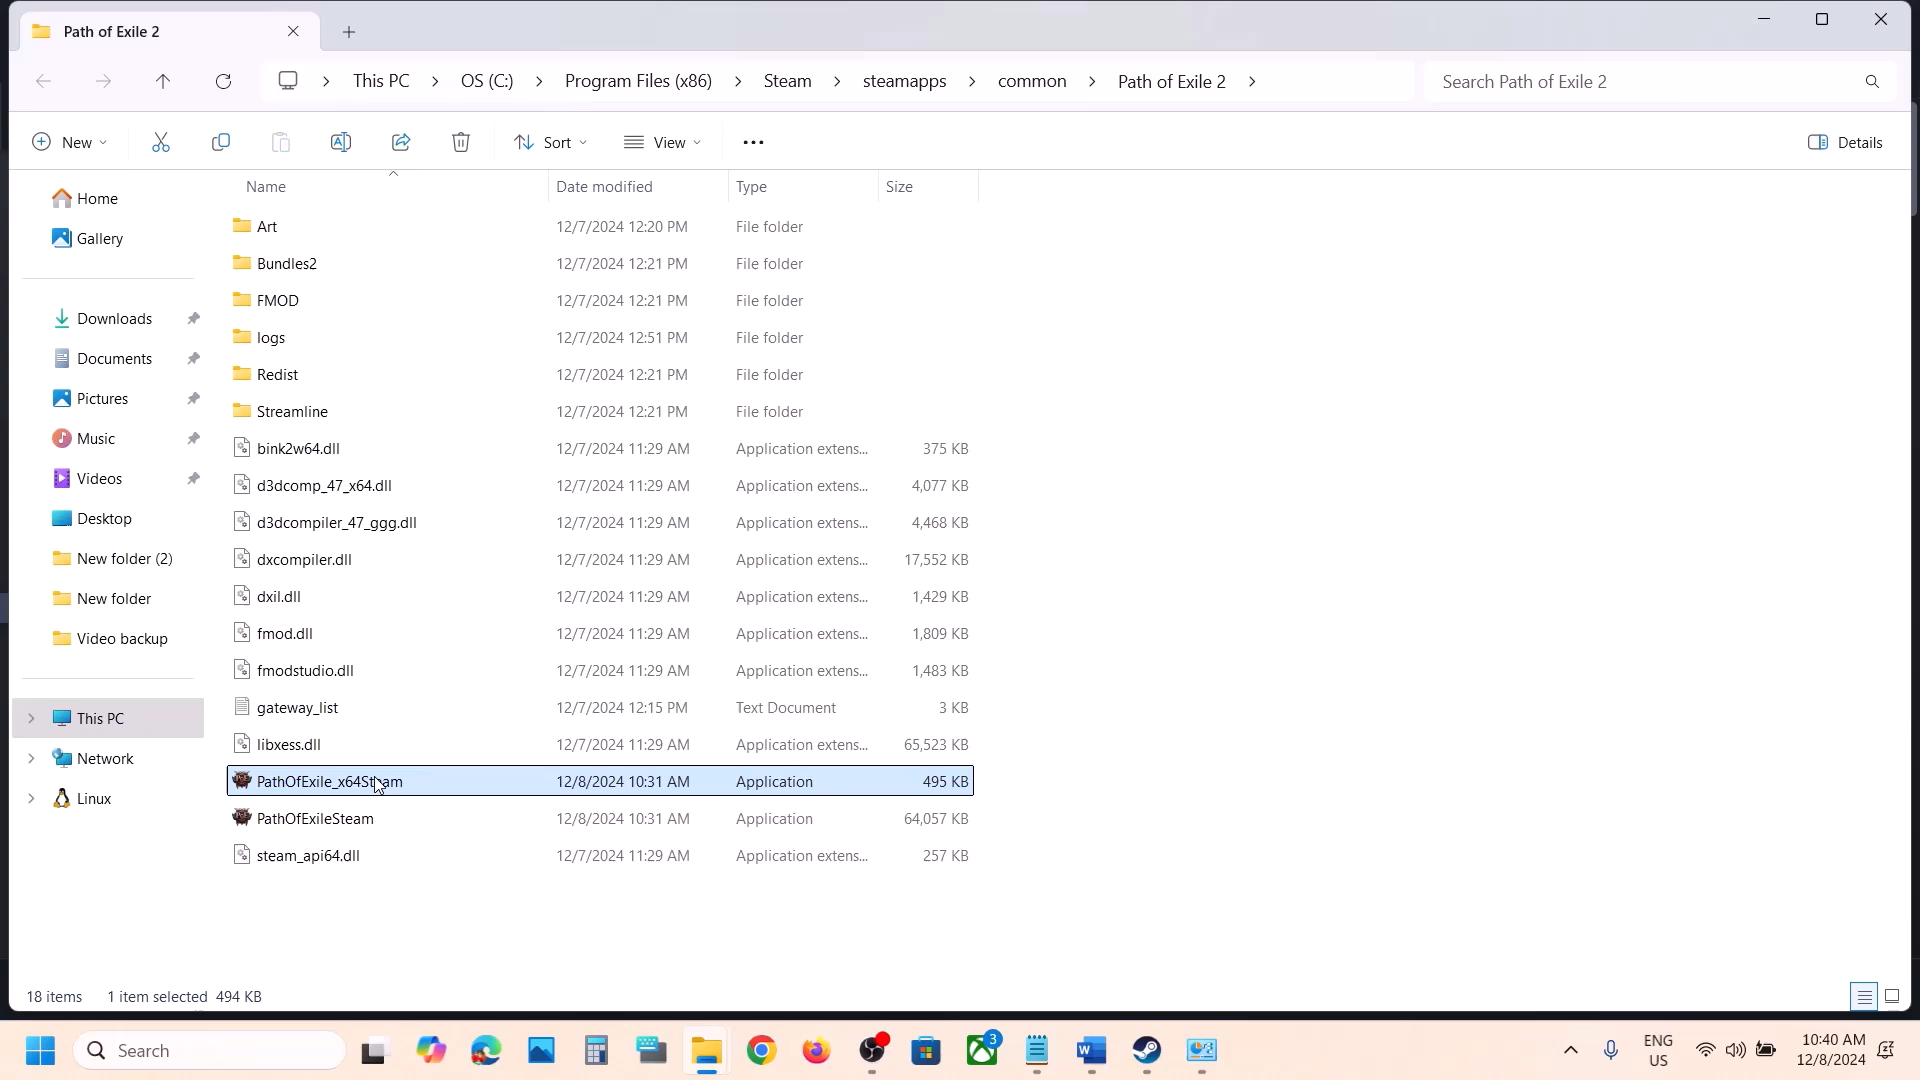 Path of Exile 2
This PC > OS (C:) > Program Files (x86) > Steam > steamapps > common > Path of Exile 2 >
Search Path of Exile 2
New
Sort
View
Details
Name Date modified Type Size
Home
Gallery
Downloads
Documents
Pictures
Music
Videos
Desktop
New folder (2)
New folder
Video backup
This PC
Network
Linux
Art 12/7/2024 12:20 PM File folder
Bundles2 12/7/2024 12:21 PM File folder
FMOD 12/7/2024 12:21 PM File folder
logs 12/7/2024 12:51 PM File folder
Redist 12/7/2024 12:21 PM File folder
Streamline 12/7/2024 12:21 PM File folder
bink2w64.dll 12/7/2024 11:29 AM Application extens... 375 KB
d3dcomp_47_x64.dll 12/7/2024 11:29 AM Application extens... 4,077 KB
d3dcompiler_47_ggg.dll 12/7/2024 11:29 AM Application extens... 4,468 KB
dxcompiler.dll 12/7/2024 11:29 AM Application extens... 17,552 KB
dxil.dll 12/7/2024 11:29 AM Application extens... 1,429 KB
fmod.dll 12/7/2024 11:29 AM Application extens... 1,809 KB
fmodstudio.dll 12/7/2024 11:29 AM Application extens... 1,483 KB
gateway_list 12/7/2024 12:15 PM Text Document 3 KB
libxess.dll 12/7/2024 11:29 AM Application extens... 65,523 KB
PathOfExile_x64Steam 12/8/2024 10:31 AM Application 495 KB
PathOfExileSteam 12/8/2024 10:31 AM Application 64,057 KB
steam_api64.dll 12/7/2024 11:29 AM Application extens... 257 KB
18 items 1 item selected 494 KB
Search
3
ENG
US
10:40 AM
12/8/2024